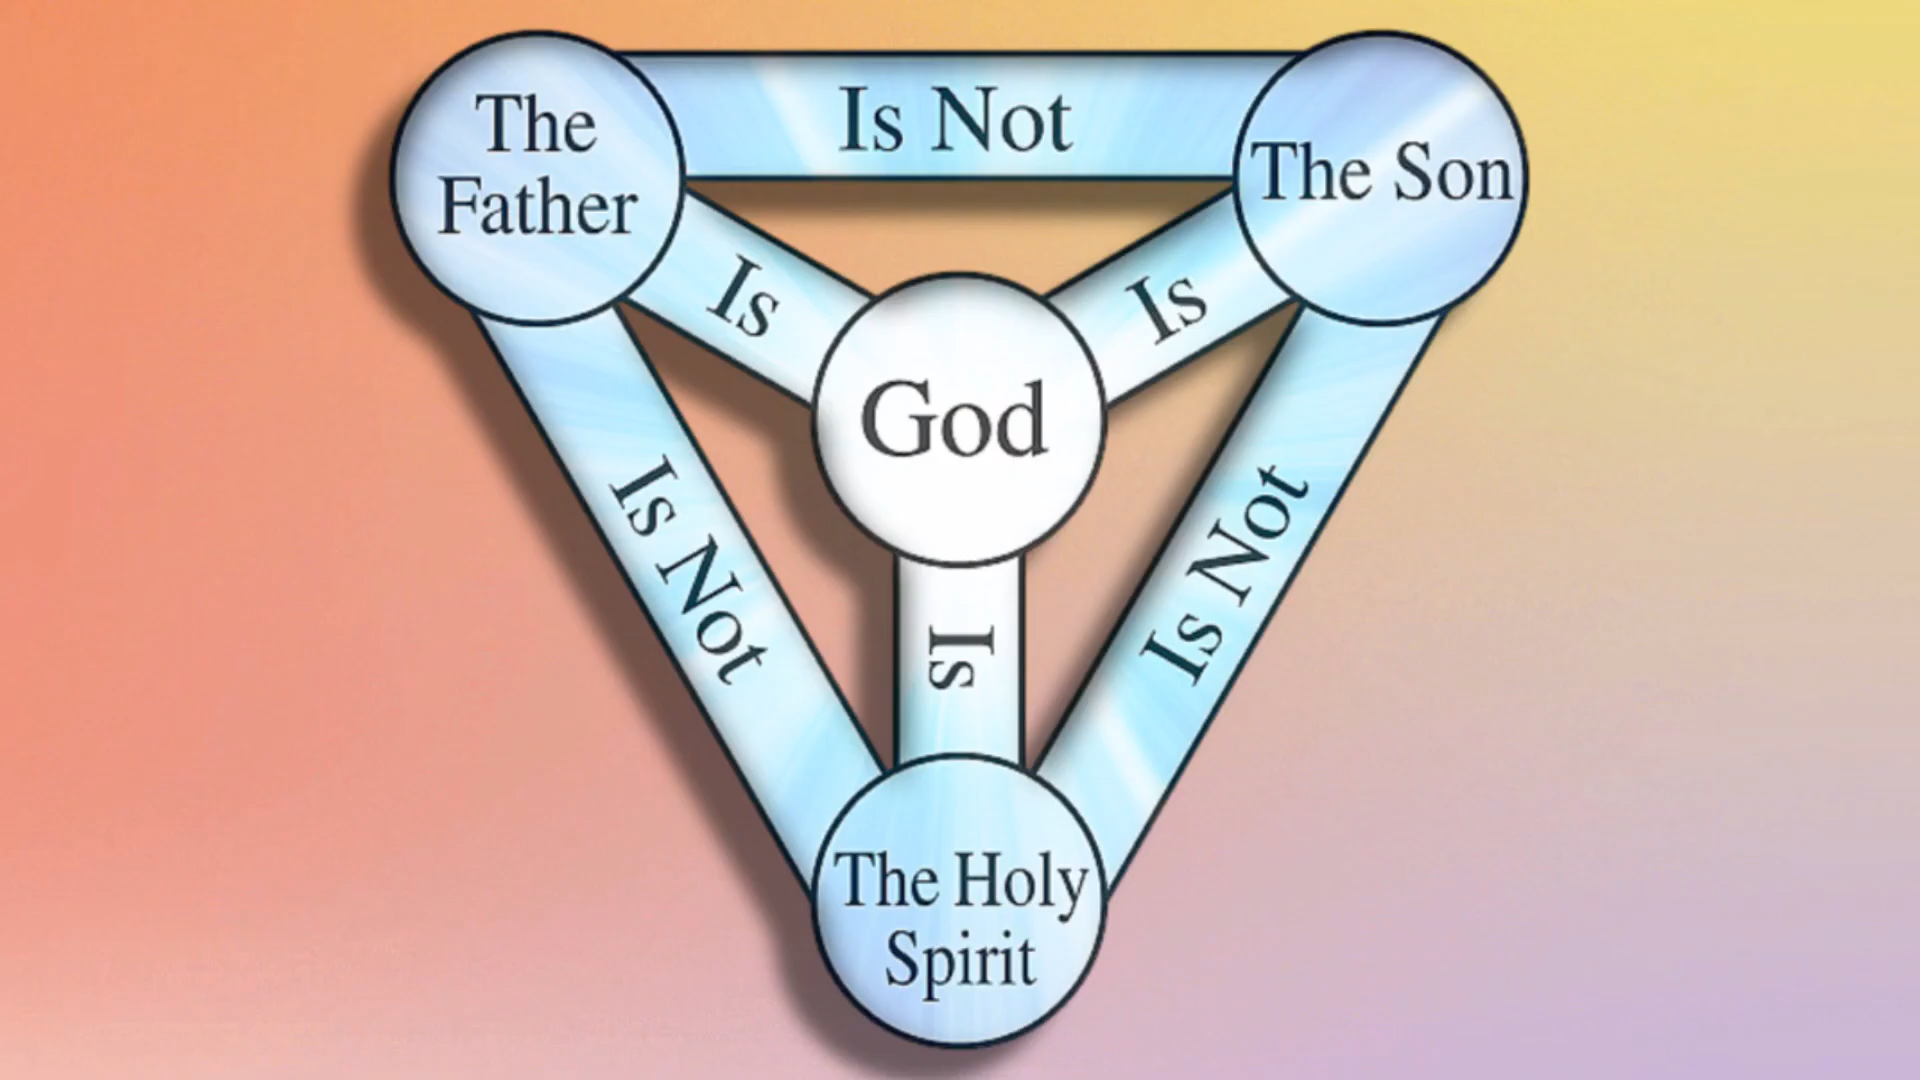 The
Father
Is Not
The Son
Is
Is
God
Is Not
Is
Is Not
The Holy
Spirit